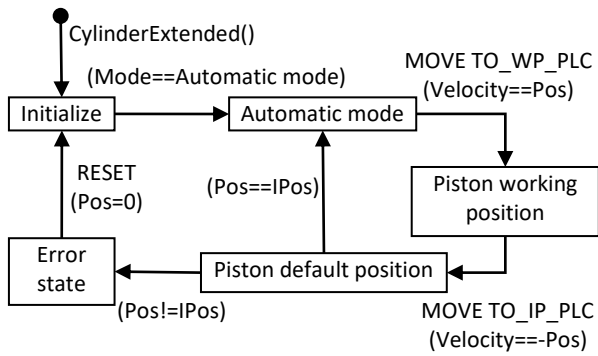 CylinderExtended()
(Mode==Automatic mode)
MOVE TO_WP_PLC
(Velocity==Pos)
Initialize
Automatic mode
RESET
(Pos=0)
(Pos==IPos)
Piston working
position
Error
state
Piston default position
(Pos!=IPos)
MOVE TO_IP_PLC
(Velocity==-Pos)